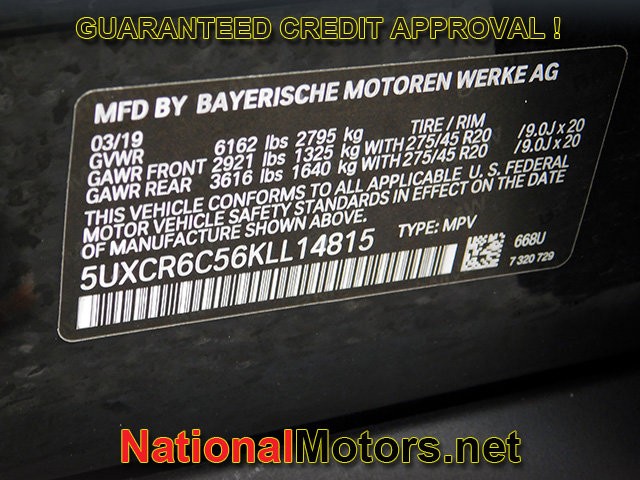 GUARANTEED CREDIT APPROVAL !
MFD BY BAYERISCHE MOTOREN WERKE AG
03/19 TIRE / RIM
GVWR 6162 lbs 2795 kg
GAWR FRONT 2921 lbs 1325 kg WITH 275/45 R20 /9.0J x 20
GAWR REAR 3616 lbs 1640 kg WITH 275/45 R20 /9.0J x 20
THIS VEHICLE CONFORMS TO ALL APPLICABLE U. S. FEDERAL
MOTOR VEHICLE SAFETY STANDARDS IN EFFECT ON THE DATE
OF MANUFACTURE SHOWN ABOVE.
5UXCR6C56KLL14815 TYPE: MPV
668U
7 320 729
NationalMotors.net